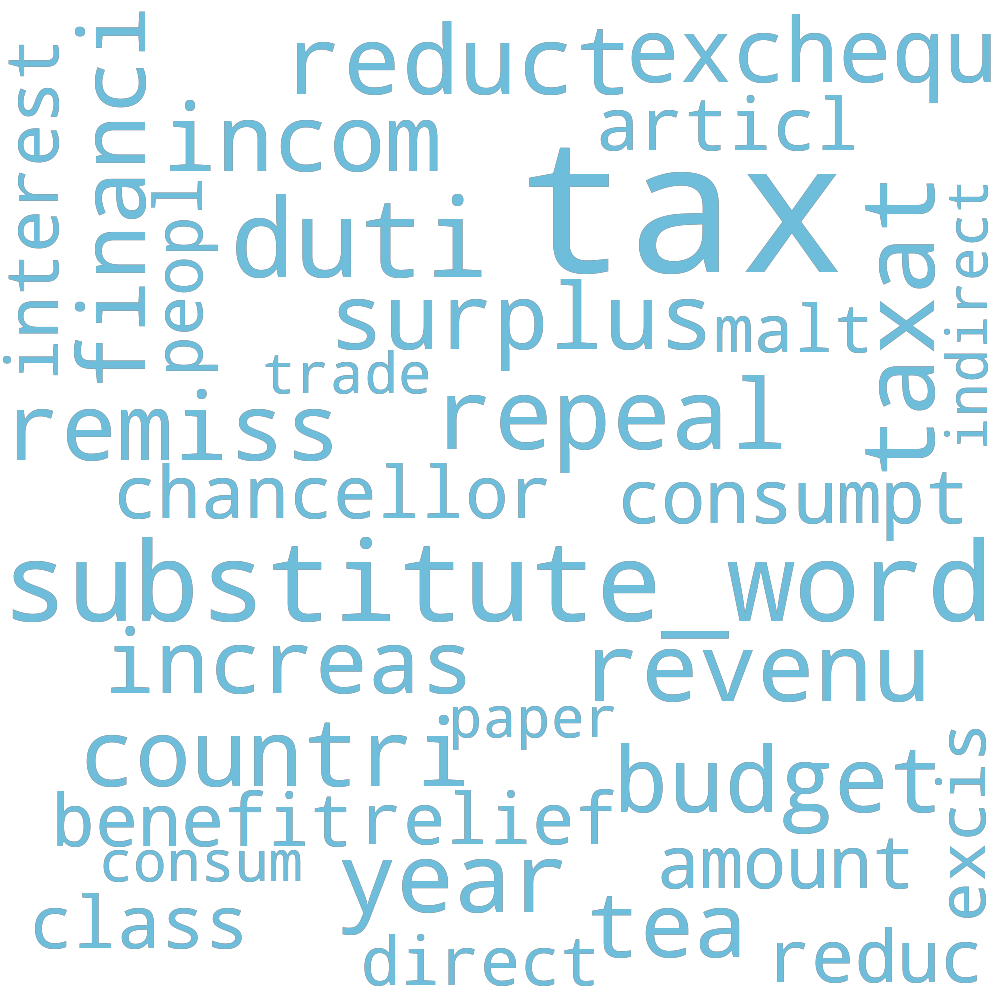 reduct exchequ
interest financi incom articl
peopl duti tax taxat indirect
surplus malt
trade
remiss repeal
chancellor consumpt
substitute_word
increas revenu
paper
countri budget
benefit relief excis
consum year amount
class tea
direct reduc